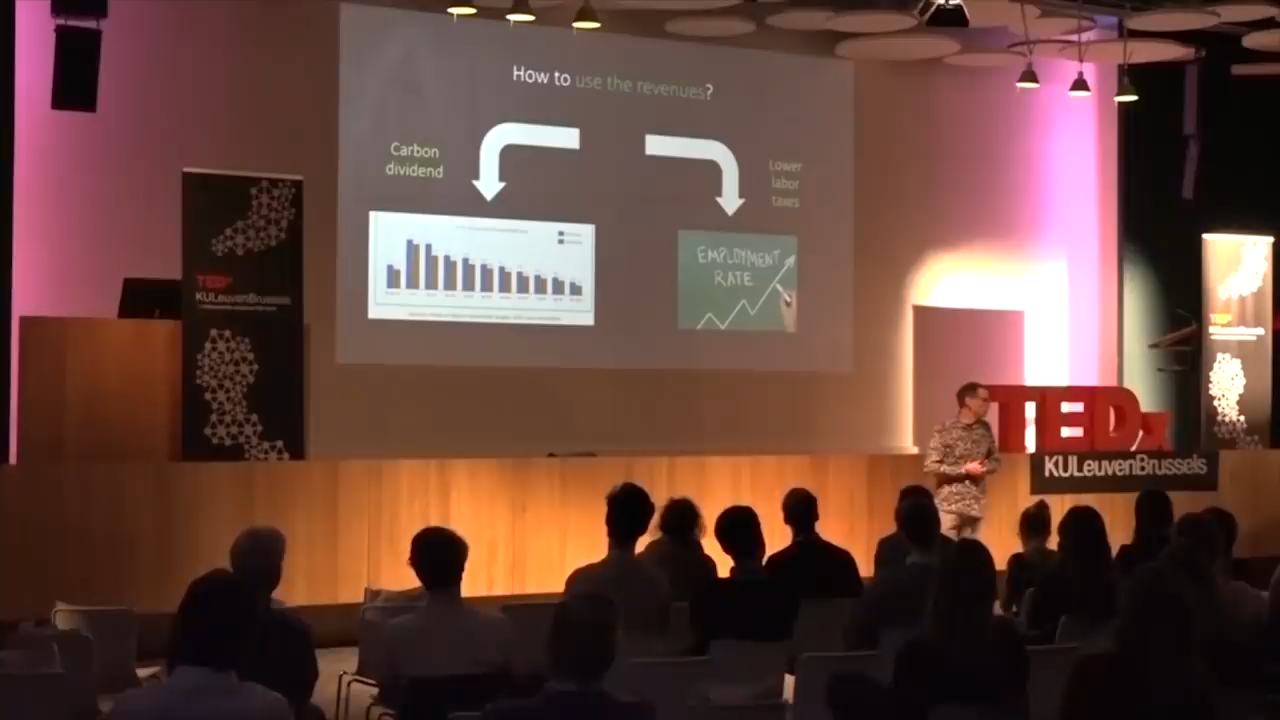 How to use the revenues?
Carbon
dividend
Lower
labor
taxes
EMPLOYMENT
RATE
TEDx
KULeuvenBrussels
TEDx
KULeuvenBrussels